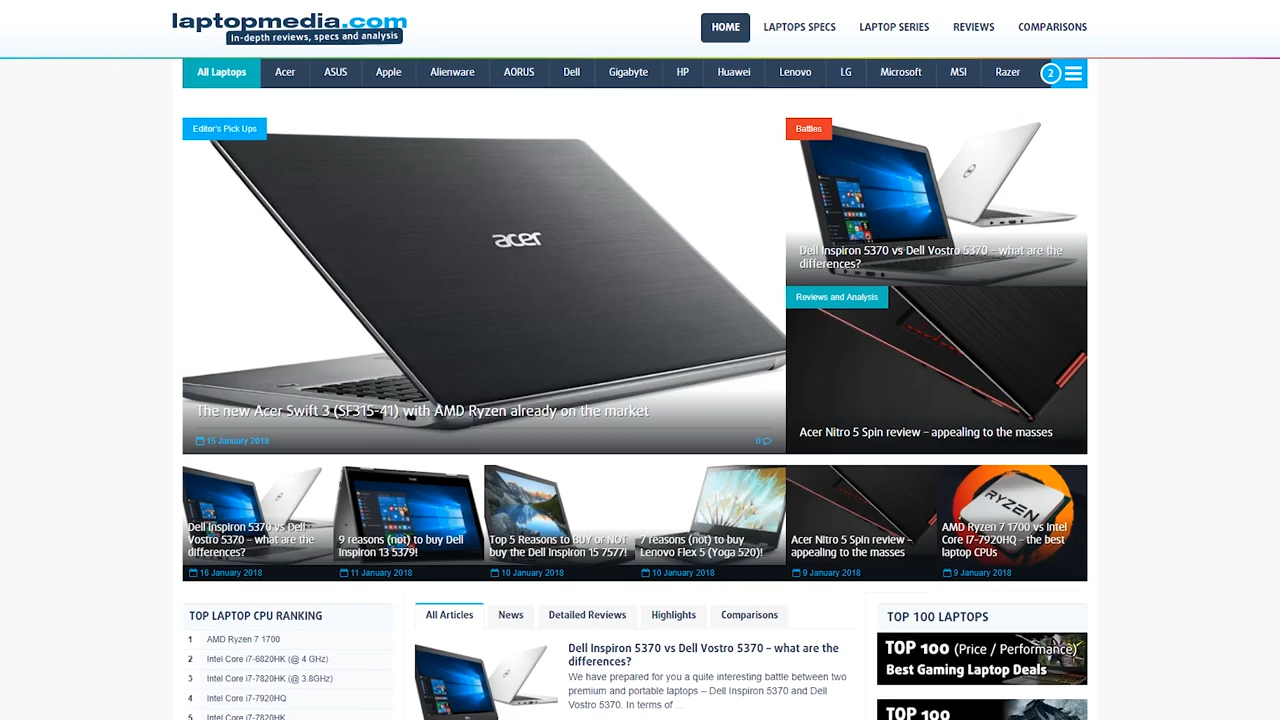 laptopmedia.com
In-depth reviews, specs and analysis
HOME
LAPTOPS SPECS
LAPTOP SERIES
REVIEWS
COMPARISONS
All Laptops
Acer
ASUS
Apple
Alienware
AORUS
Dell
Gigabyte
HP
Huawei
Lenovo
LG
Microsoft
MSI
Razer
2
Editor's Pick Ups
acer
The new Acer Swift 3 (SF315-41) with AMD Ryzen already on the market
15 January 2018
0
Battles
Dell Inspiron 5370 vs Dell Vostro 5370 – what are the
differences?
Reviews and Analysis
Acer Nitro 5 Spin review – appealing to the masses
Dell Inspiron 5370 vs Dell
Vostro 5370 – what are the
differences?
16 January 2018
9 reasons (not) to buy Dell
Inspiron 13 5379!
11 January 2018
Top 5 Reasons to BUY or NOT
buy the Dell Inspiron 15 7577!
10 January 2018
7 reasons (not) to buy
Lenovo Flex 5 (Yoga 520)!
10 January 2018
Acer Nitro 5 Spin review –
appealing to the masses
9 January 2018
RYZEN
AMD Ryzen 7 1700 vs Intel
Core i7-7920HQ – the best
laptop CPUs
9 January 2018
TOP LAPTOP CPU RANKING
1 AMD Ryzen 7 1700
2 Intel Core i7-6820HK (@ 4 GHz)
3 Intel Core i7-7820HK (@ 3.8GHz)
4 Intel Core i7-7920HQ
5 Intel Core i7-7820HK
All Articles
News
Detailed Reviews
Highlights
Comparisons
Dell Inspiron 5370 vs Dell Vostro 5370 – what are the
differences?
We have prepared for you a quite interesting battle between two
premium and portable laptops – Dell Inspiron 5370 and Dell
Vostro 5370. In terms of ...
TOP 100 LAPTOPS
TOP 100 (Price / Performance)
Best Gaming Laptop Deals
TOP 100